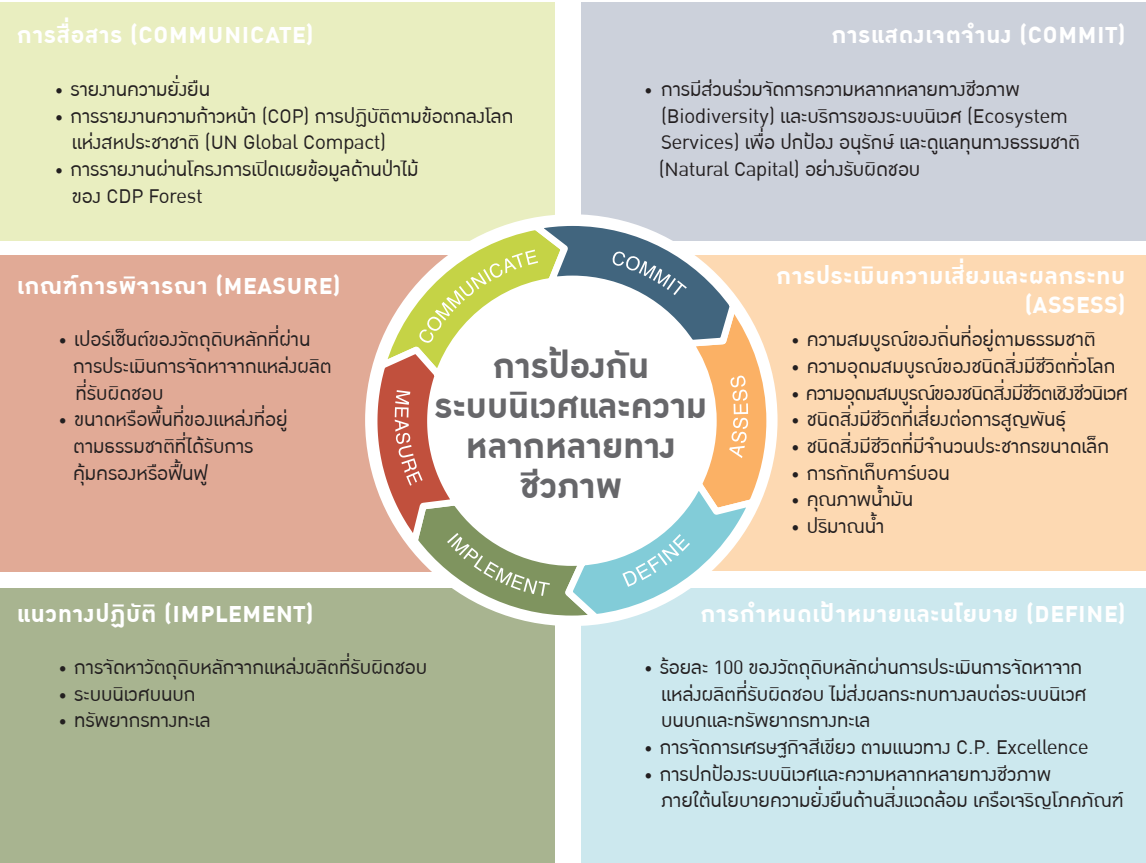 การสื่อสาร (COMMUNICATE)
• รายงานความยั่งยืน
• การรายงานความก้าวหน้า (COP) การปฏิบัติตามข้อตกลงโลก
แห่งสหประชาชาติ (UN Global Compact)
• การรายงานผ่านโครงการเปิดเผยข้อมูลด้านป่าไม้
ของ CDP Forest
การแสดงเจตจำนง (COMMIT)
• การมีส่วนร่วมจัดการความหลากหลายทางชีวภาพ
(Biodiversity) และบริการของระบบนิเวศ (Ecosystem
Services) เพื่อ ปกป้อง อนุรักษ์ และดูแลทุนทางธรรมชาติ
(Natural Capital) อย่างรับผิดชอบ
เกณฑ์การพิจารณา (MEASURE)
• เปอร์เซ็นต์ของวัตถุดิบหลักที่ผ่าน
การประเมินการจัดหาจากแหล่งผลิต
ที่รับผิดชอบ
• ขนาดหรือพื้นที่ของแหล่งที่อยู่
ตามธรรมชาติที่ได้รับการ
คุ้มครองหรือฟื้นฟู
COMMUNICATE
COMMIT
ASSESS
DEFINE
IMPLEMENT
MEASURE
การป้องกัน
ระบบนิเวศและความ
หลากหลายทาง
ชีวภาพ
การประเมินความเสี่ยงและผลกระทบ
(ASSESS)
• ความสมบูรณ์ของถิ่นที่อยู่ตามธรรมชาติ
• ความอุดมสมบูรณ์ของชนิดสิ่งมีชีวิตทั่วโลก
• ความอุดมสมบูรณ์ของชนิดสิ่งมีชีวิตเชิงชีวนิเวศ
• ชนิดสิ่งมีชีวิตที่เสี่ยงต่อการสูญพันธุ์
• ชนิดสิ่งมีชีวิตที่มีจำนวนประชากรขนาดเล็ก
• การกักเก็บคาร์บอน
• คุณภาพน้ำมัน
• ปริมาณน้ำ
แนวทางปฏิบัติ (IMPLEMENT)
• การจัดหาวัตถุดิบหลักจากแหล่งผลิตที่รับผิดชอบ
• ระบบนิเวศบนบก
• ทรัพยากรทางทะเล
การกำหนดเป้าหมายและนโยบาย (DEFINE)
• ร้อยละ 100 ของวัตถุดิบหลักผ่านการประเมินการจัดหาจาก
แหล่งผลิตที่รับผิดชอบ ไม่ส่งผลกระทบทางลบต่อระบบนิเวศ
บนบกและทรัพยากรทางทะเล
• การจัดการเศรษฐกิจสีเขียว ตามแนวทาง C.P. Excellence
• การปกป้องระบบนิเวศและความหลากหลายทางชีวภาพ
ภายใต้นโยบายความยั่งยืนด้านสิ่งแวดล้อม เครือเจริญโภคภัณฑ์